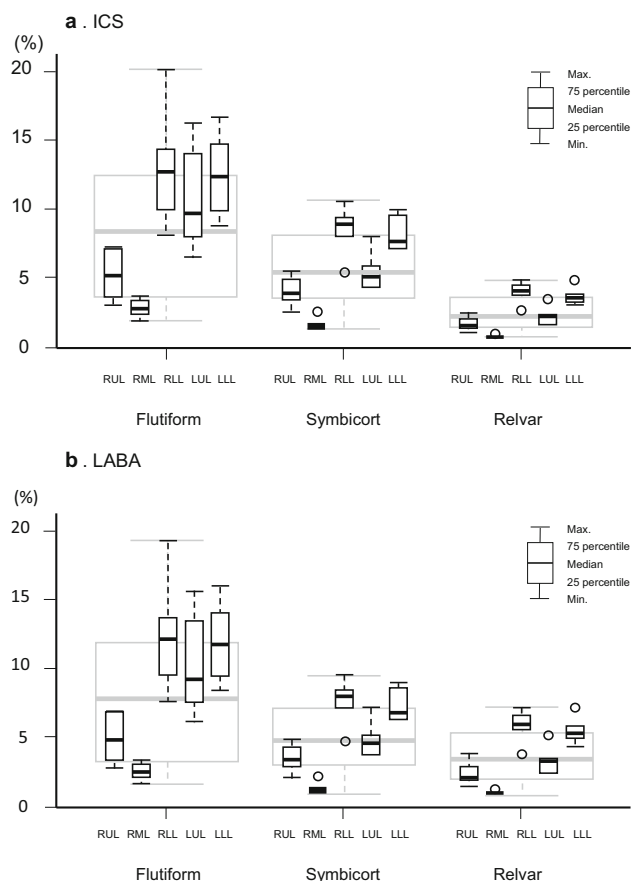 a . ICS
(%)
20
15
10
5
0
Max.
75 percentile
Median
25 percentile
Min.
RUL RML RLL LUL LLL RUL RML RLL LUL LLL RUL RML RLL LUL LLL
Flutiform Symbicort Relvar
b . LABA
(%)
20
15
10
5
0
Max.
75 percentile
Median
25 percentile
Min.
RUL RML RLL LUL LLL RUL RML RLL LUL LLL RUL RML RLL LUL LLL
Flutiform Symbicort Relvar